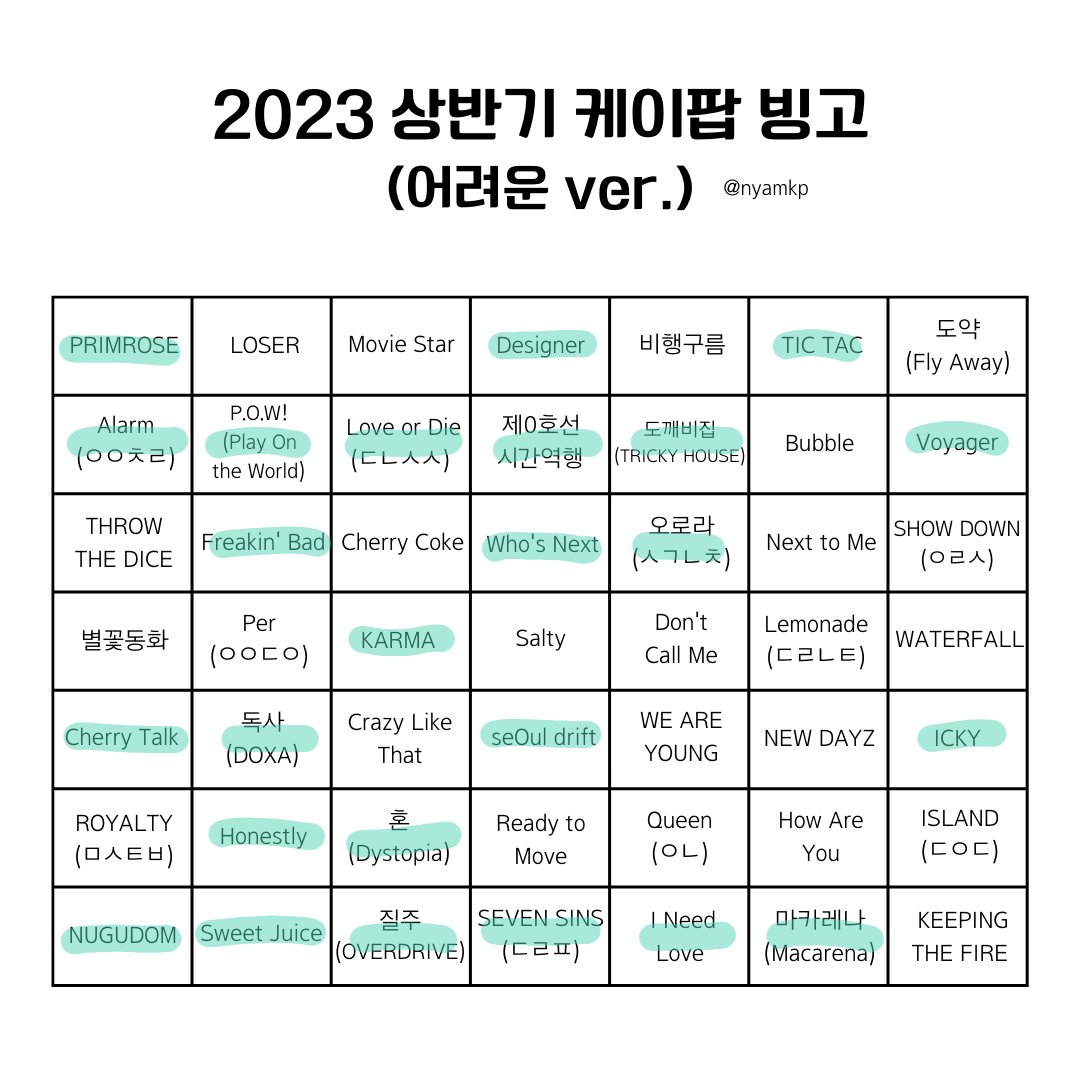 2023 상반기 케이팝 빙고
(어려운 ver.) @nyamkp
PRIMROSE
LOSER
Movie Star
Designer
비행구름
TIC TAC
도약
(Fly Away)
Alarm
(ㅇㅇㅊㄹ)
P.O.W!
(Play On
the World)
Love or Die
(ㄷㄴㅅㅅ)
제0호선
시간역행
도깨비집
(TRICKY HOUSE)
Bubble
Voyager
THROW
THE DICE
Freakin' Bad
Cherry Coke
Who's Next
오로라
(ㅅㄱㄴㅊ)
Next to Me
SHOW DOWN
(ㅇㄹㅅ)
별꽃동화
Per
(ㅇㅇㄷㅇ)
KARMA
Salty
Don't
Call Me
Lemonade
(ㄷㄹㄴㅌ)
WATERFALL
Cherry Talk
독사
(DOXA)
Crazy Like
That
seOul drift
WE ARE
YOUNG
NEW DAYZ
ICKY
ROYALTY
(ㅁㅅㅌㅂ)
Honestly
혼
(Dystopia)
Ready to
Move
Queen
(ㅇㄴ)
How Are
You
ISLAND
(ㄷㅇㄷ)
NUGUDOM
Sweet Juice
질주
(OVERDRIVE)
SEVEN SINS
(ㄷㄹㅍ)
I Need
Love
마카레나
(Macarena)
KEEPING
THE FIRE